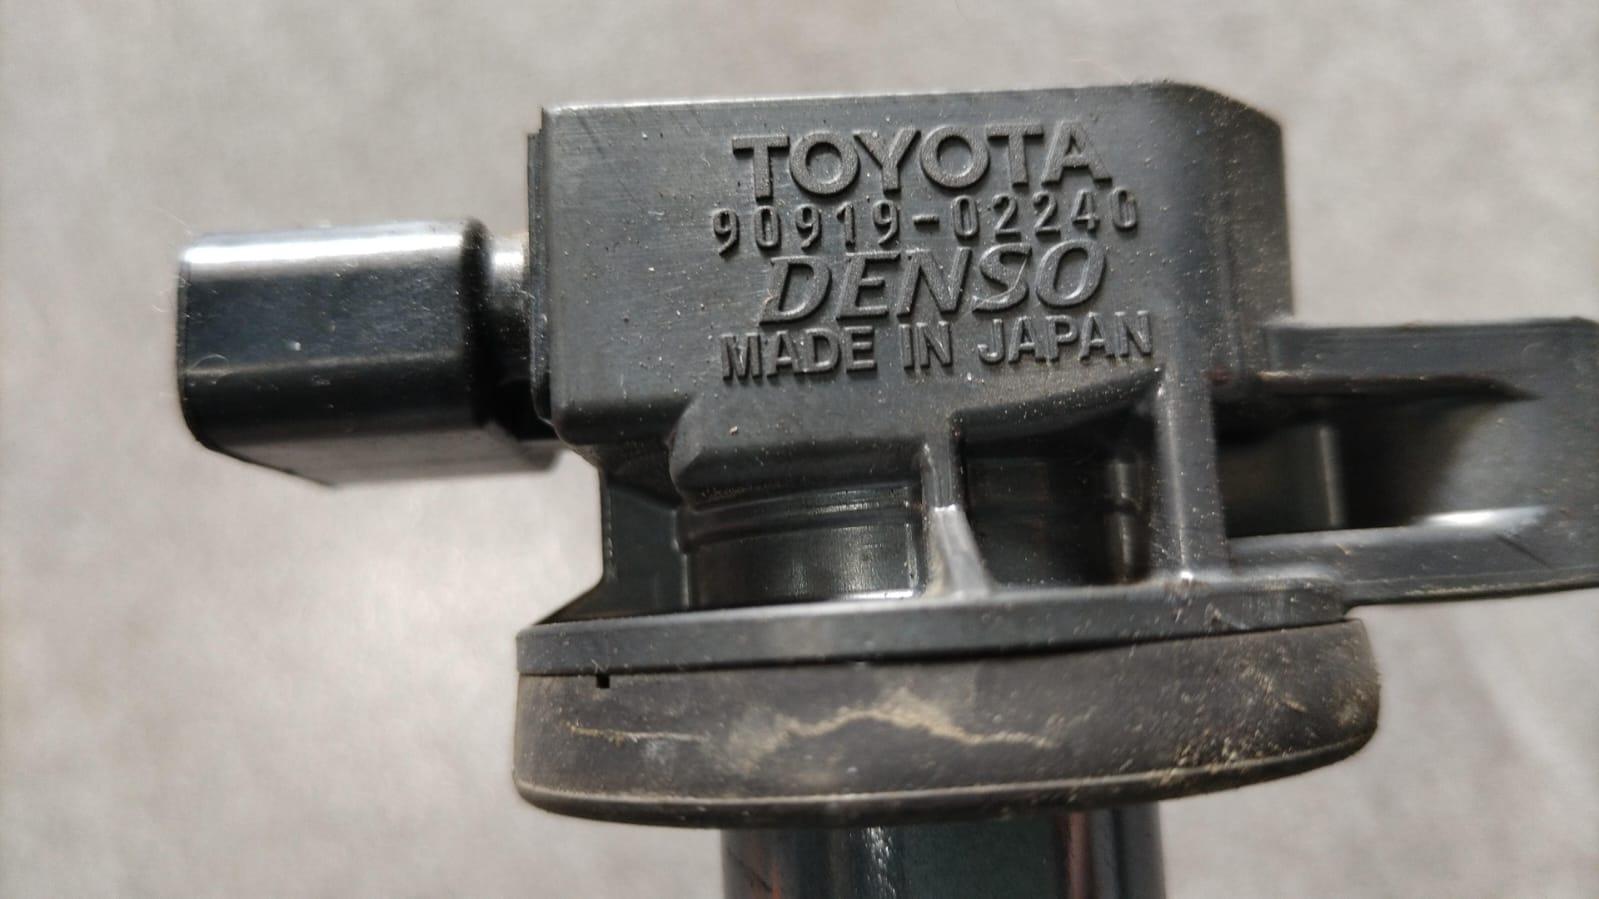 TOYOTA
90919-02240
DENSO
MADE IN JAPAN